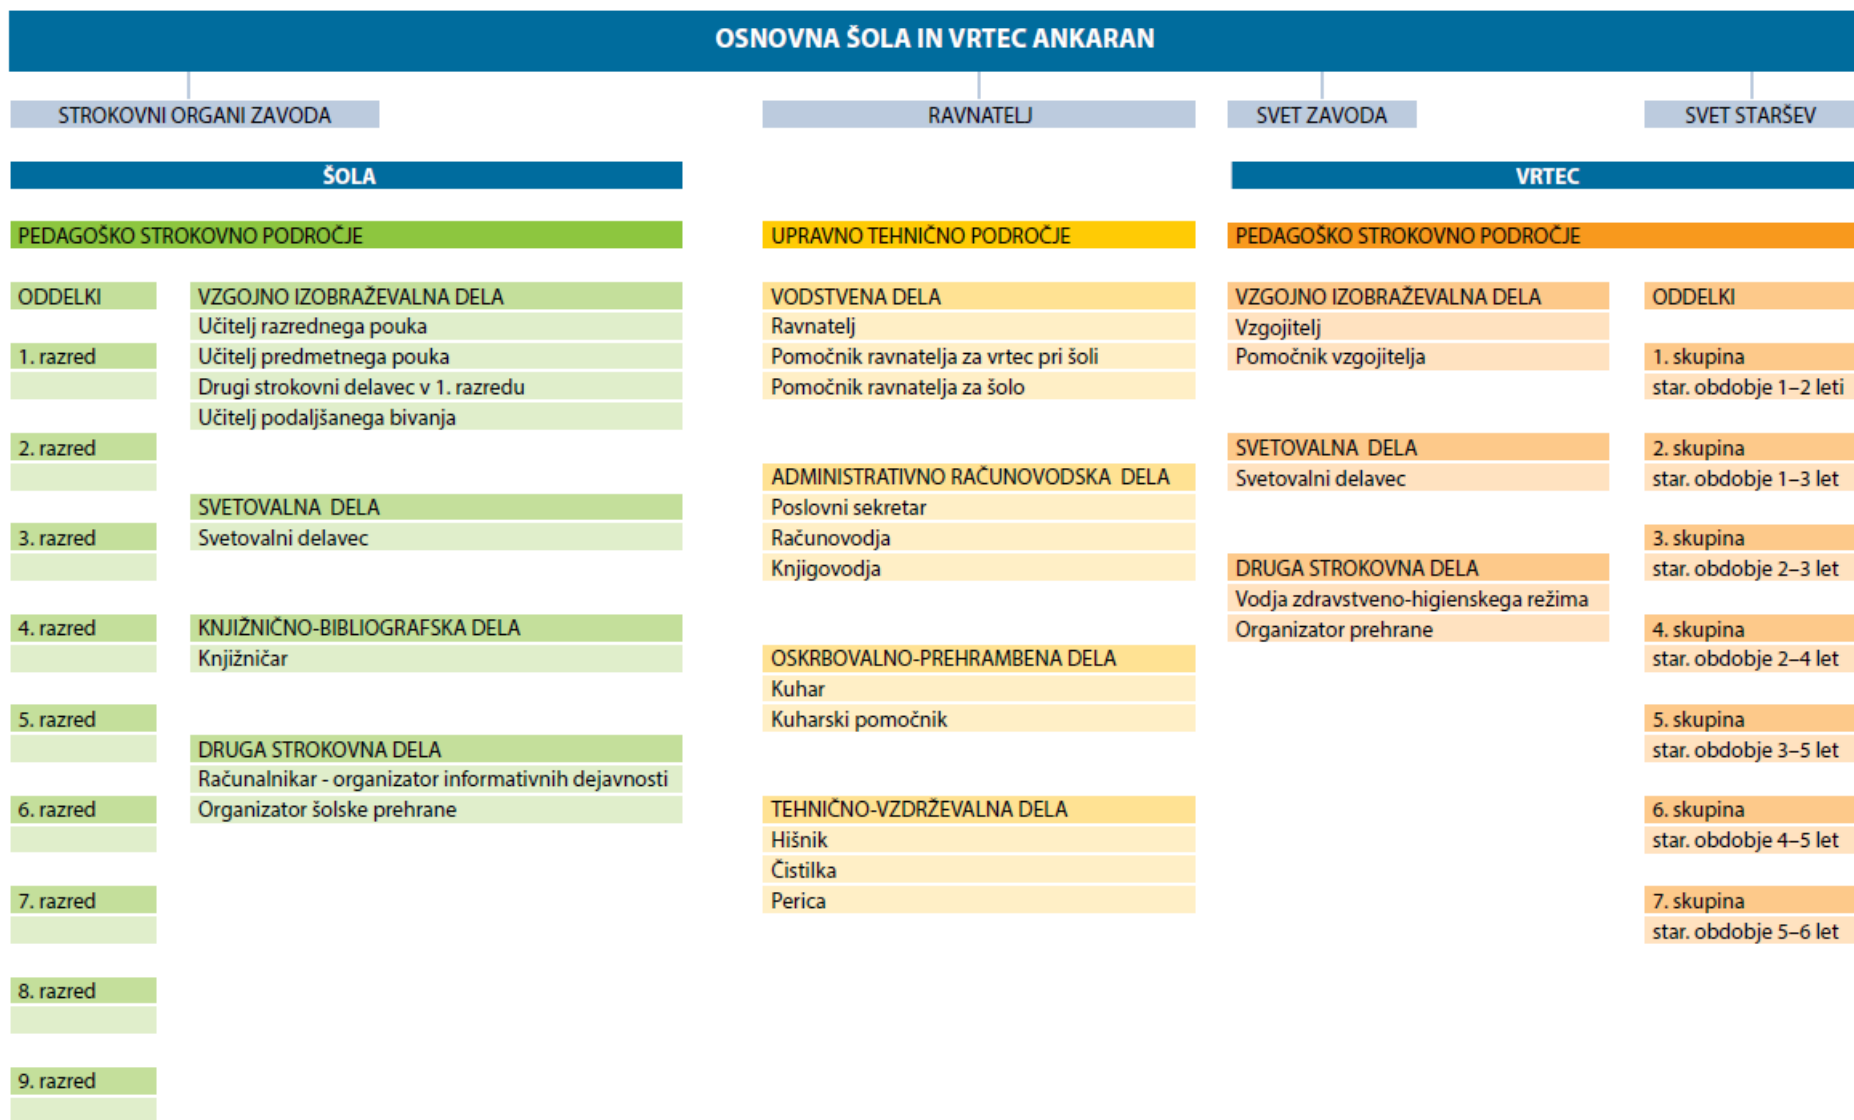 OSNOVNA ŠOLA IN VRTEC ANKARAN
STROKOVNI ORGANI ZAVODA
RAVNATELJ
SVET ZAVODA
SVET STARŠEV
ŠOLA
VRTEC
PEDAGOŠKO STROKOVNO PODROČJE
ODDELKI
1. razred
2. razred
3. razred
4. razred
5. razred
6. razred
7. razred
8. razred
9. razred
VZGOJNO IZOBRAŽEVALNA DELA
Učitelj razrednega pouka
Učitelj predmetnega pouka
Drugi strokovni delavec v 1. razredu
Učitelj podaljšanega bivanja
SVETOVALNA DELA
Svetovalni delavec
KNJIŽNIČNO-BIBLIOGRAFSKA DELA
Knjižničar
DRUGA STROKOVNA DELA
Računalnikar - organizator informativnih dejavnosti
Organizator šolske prehrane
UPRAVNO TEHNIČNO PODROČJE
VODSTVENA DELA
Ravnatelj
Pomočnik ravnatelja za vrtec pri šoli
Pomočnik ravnatelja za šolo
ADMINISTRATIVNO RAČUNOVODSKA DELA
Poslovni sekretar
Računovodja
Knjigovodja
OSKRBOVALNO-PREHRAMBENA DELA
Kuhar
Kuharski pomočnik
TEHNIČNO-VZDRŽEVALNA DELA
Hišnik
Čistilka
Perica
PEDAGOŠKO STROKOVNO PODROČJE
VZGOJNO IZOBRAŽEVALNA DELA
Vzgojitelj
Pomočnik vzgojitelja
SVETOVALNA DELA
Svetovalni delavec
DRUGA STROKOVNA DELA
Vodja zdravstveno-higienskega režima
Organizator prehrane
ODDELKI
1. skupina
star. obdobje 1–2 leti
2. skupina
star. obdobje 1–3 let
3. skupina
star. obdobje 2–3 let
4. skupina
star. obdobje 2–4 let
5. skupina
star. obdobje 3–5 let
6. skupina
star. obdobje 4–5 let
7. skupina
star. obdobje 5–6 let